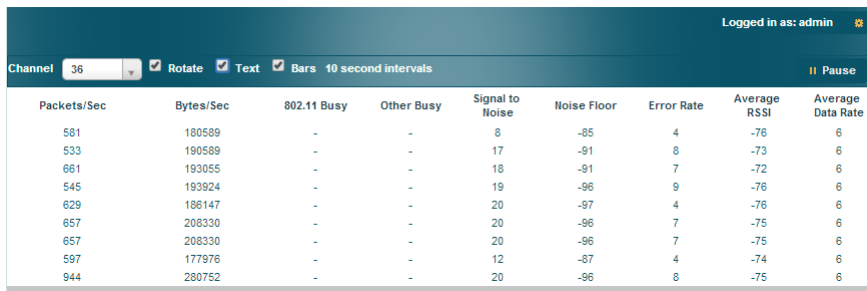 Logged in as: admin
Channel 36 Rotate Text Bars 10 second intervals Pause
Packets/Sec Bytes/Sec 802.11 Busy Other Busy Signal to Noise Noise Floor Error Rate Average RSSI Average Data Rate
581 180589 - - 8 -85 4 -76 6
533 190589 - - 17 -91 8 -73 6
661 193055 - - 18 -91 7 -72 6
545 193924 - - 19 -96 9 -76 6
629 186147 - - 20 -97 4 -76 6
657 208330 - - 20 -96 7 -75 6
657 208330 - - 20 -96 7 -75 6
597 177976 - - 12 -87 4 -74 6
944 280752 - - 20 -96 8 -75 6